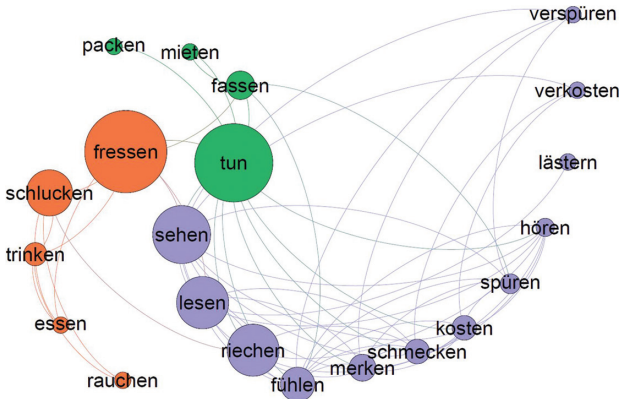 verspüren
packen
mieten
fassen
verkosten
fressen
tun
lästern
schlucken
sehen
hören
trinken
spüren
lesen
essen
kosten
riechen
schmecken
merken
rauchen
fühlen